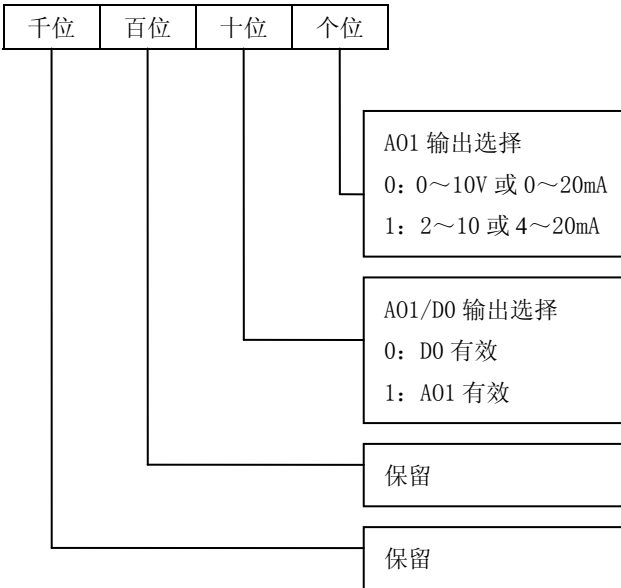 千位 百位 十位 个位
AO1 输出选择
0：0～10V 或 0～20mA
1：2～10 或 4～20mA
AO1/DO 输出选择
0：DO 有效
1：AO1 有效
保留
保留